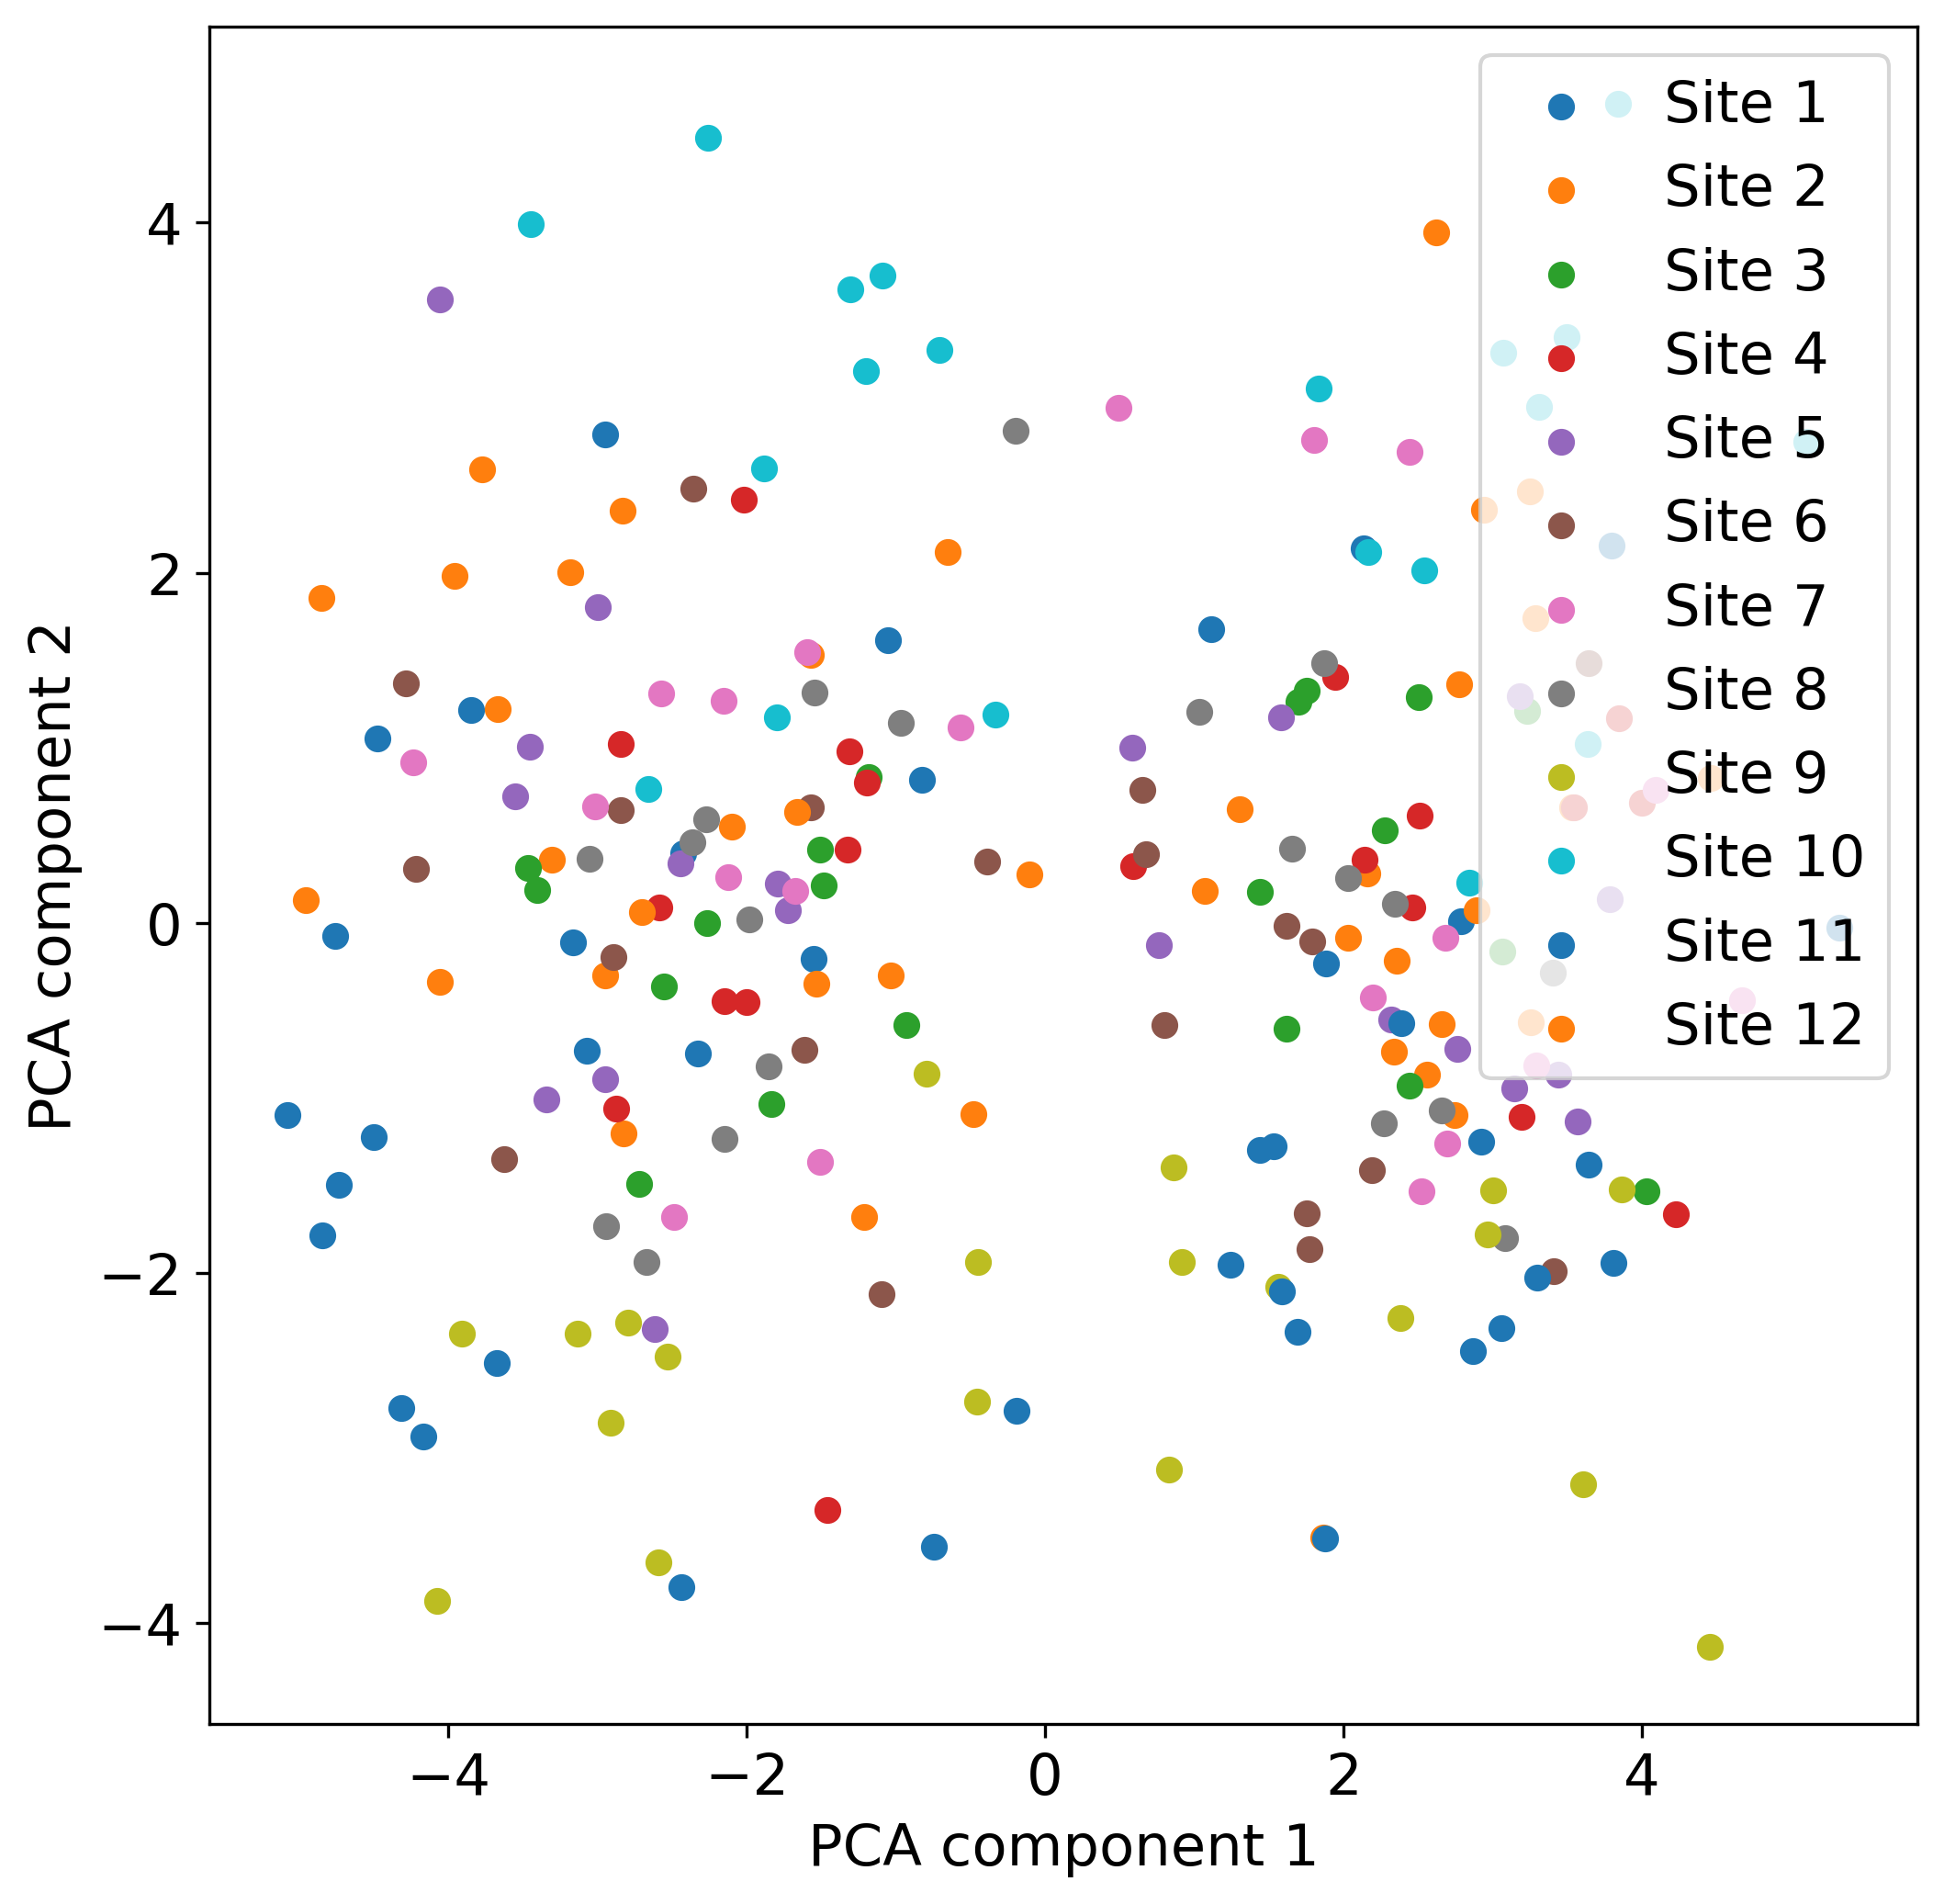 Site 1
Site 2
Site 3
Site 4
Site 5
Site 6
Site 7
Site 8
Site 9
Site 10
Site 11
Site 12
4
2
0
−2
−4
PCA component 2
−4
−2
0
2
4
PCA component 1